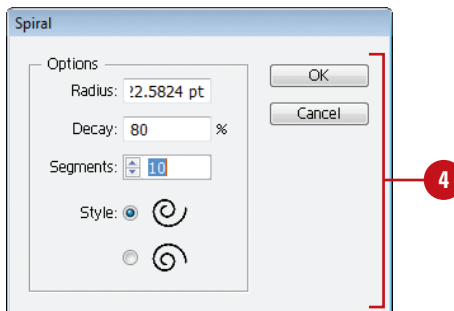 Spiral
Options
Radius: 22.5824 pt
Decay: 80 %
Segments: 10
Style:
OK
Cancel
4